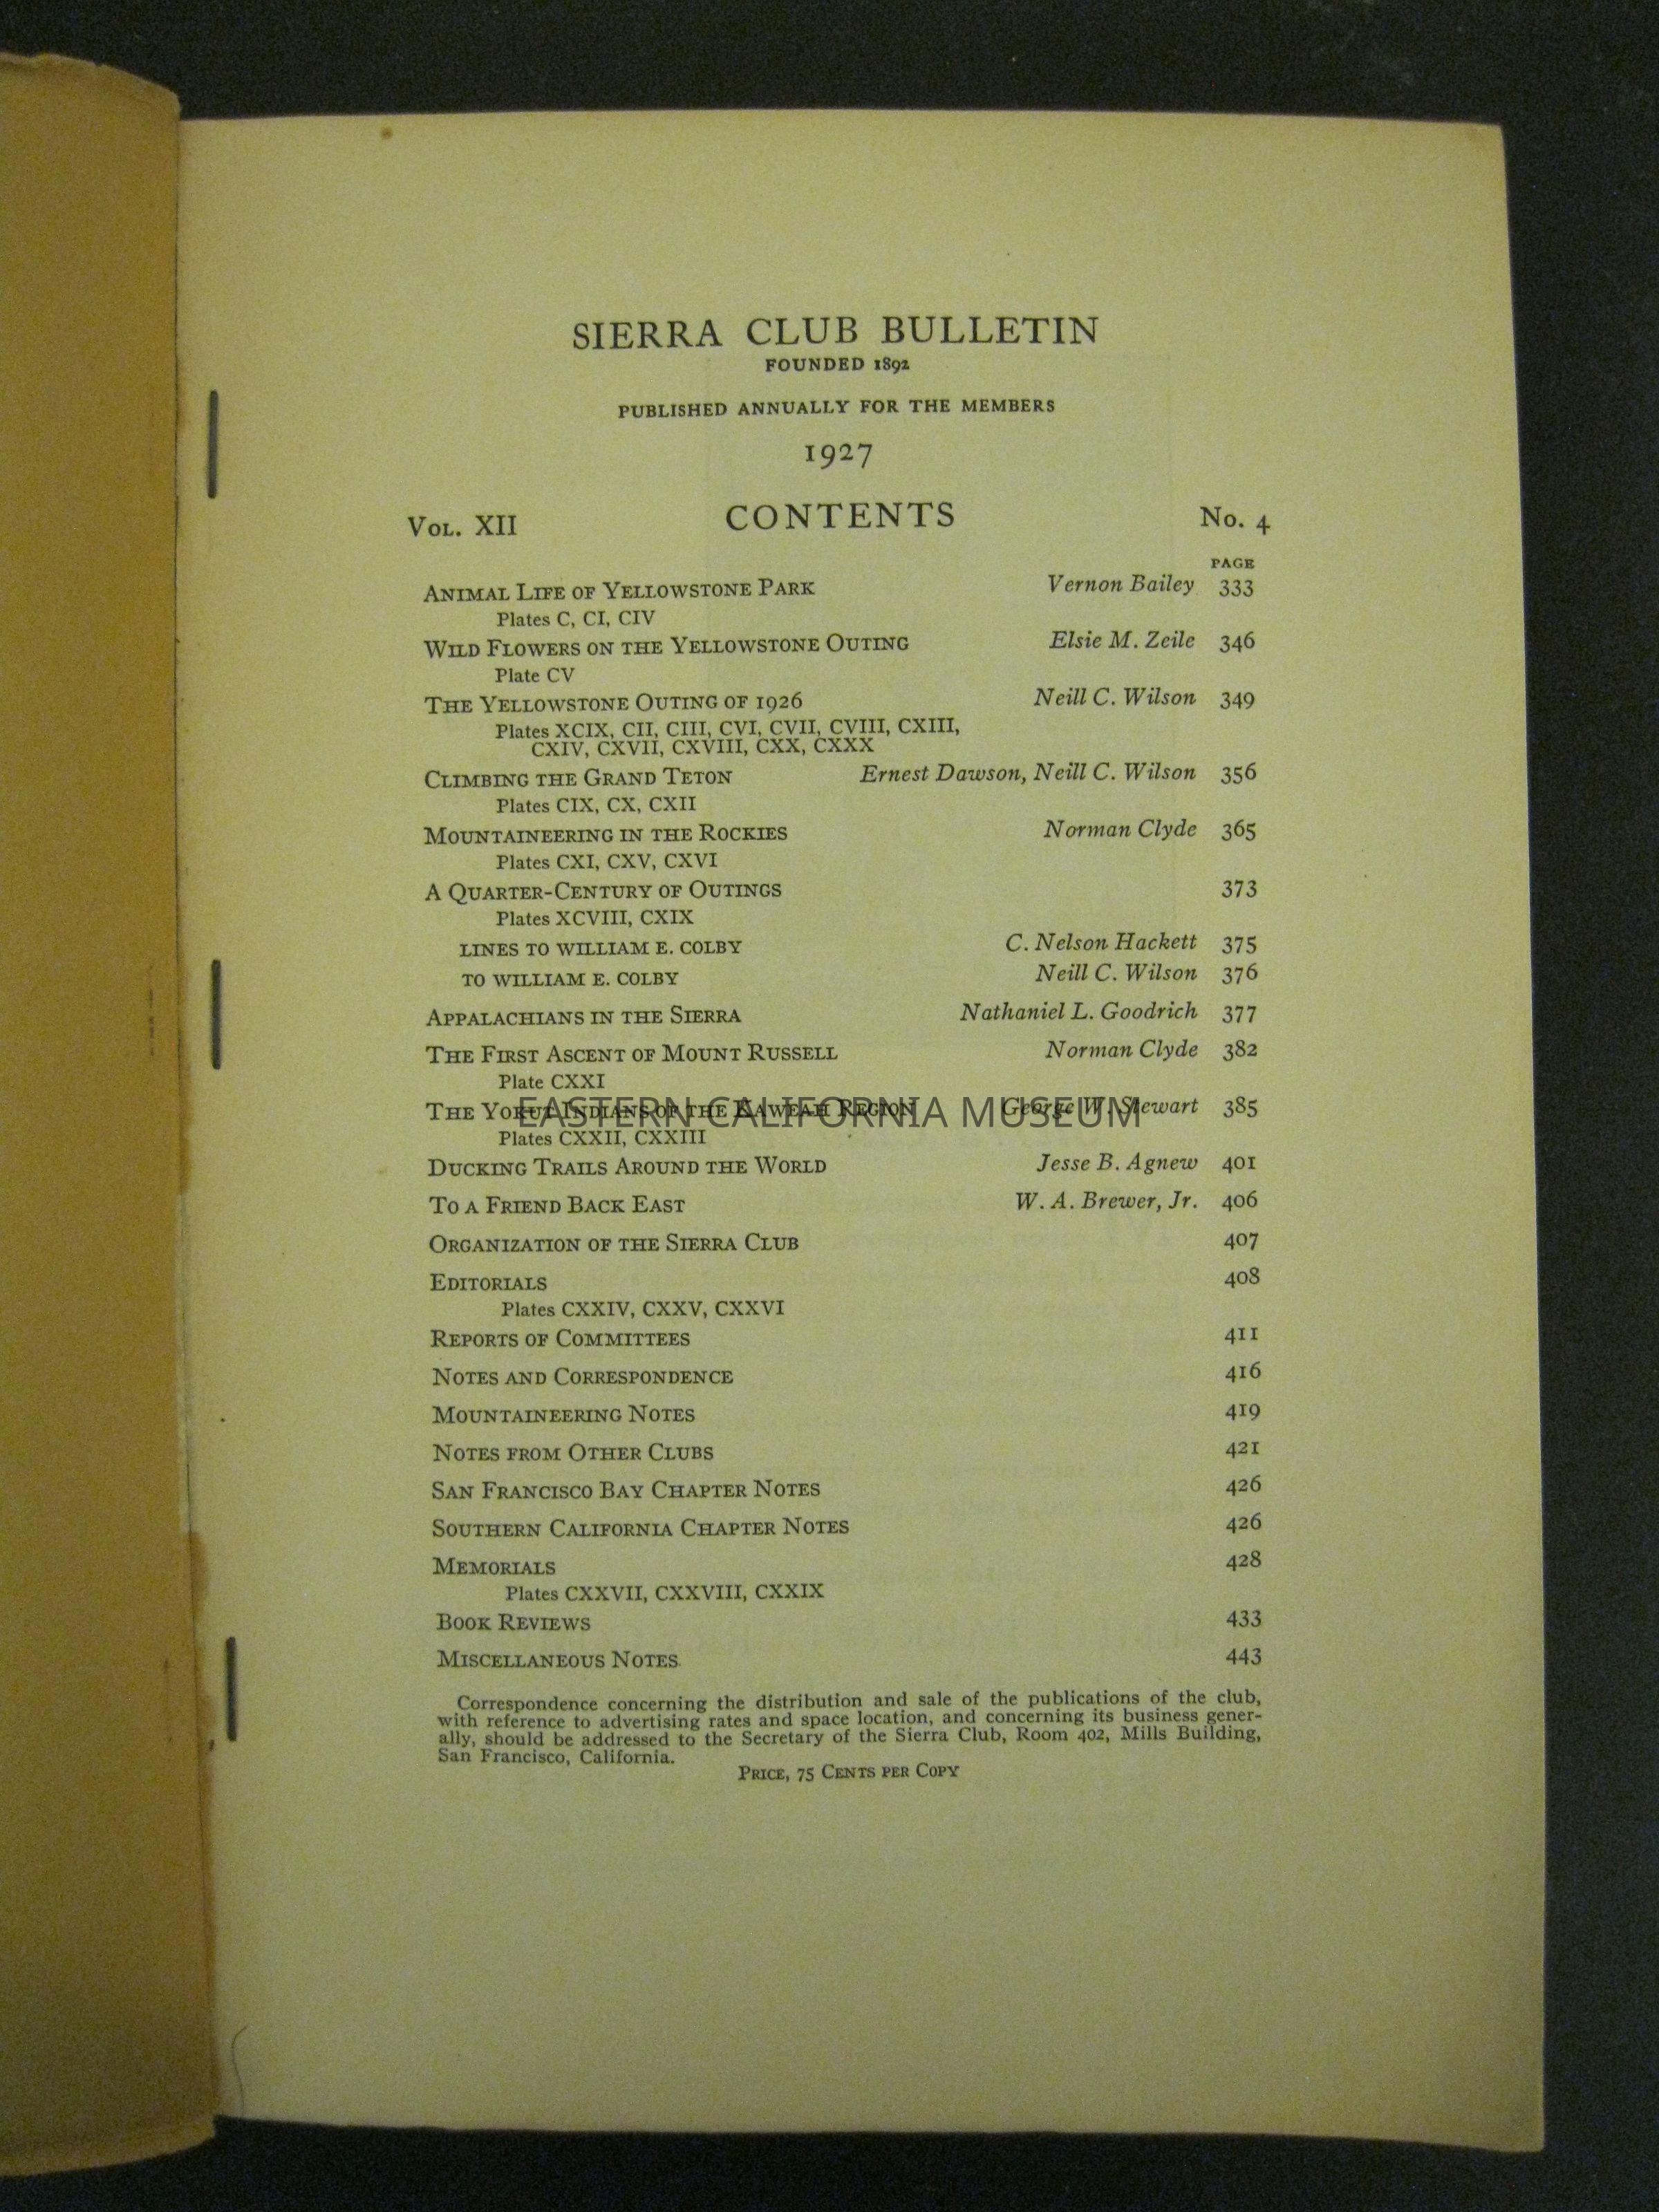 SIERRA CLUB BULLETIN
FOUNDED 1892
PUBLISHED ANNUALLY FOR THE MEMBERS
1927
VOL. XII CONTENTS No. 4
PAGE
ANIMAL LIFE OF YELLOWSTONE PARK Vernon Bailey 333
Plates C, CI, CIV
WILD FLOWERS ON THE YELLOWSTONE OUTING Elsie M. Zeile 346
Plate CV
THE YELLOWSTONE OUTING OF 1926 Neill C. Wilson 349
Plates XCIX, CII, CIII, CVI, CVII, CVIII, CXIII,
CXIV, CXVII, CXVIII, CXX, CXXX
CLIMBING THE GRAND TETON Ernest Dawson, Neill C. Wilson 356
Plates CIX, CX, CXII
MOUNTAINEERING IN THE ROCKIES Norman Clyde 365
Plates CXI, CXV, CXVI
A QUARTER-CENTURY OF OUTINGS 373
Plates XCVIII, CXIX
LINES TO WILLIAM E. COLBY C. Nelson Hackett 375
TO WILLIAM E. COLBY Neill C. Wilson 376
APPALACHIANS IN THE SIERRA Nathaniel L. Goodrich 377
THE FIRST ASCENT OF MOUNT RUSSELL Norman Clyde 382
Plate CXXI
THE YOKUT INDIANS OF THE KAWEAH REGION George W. Stewart 385
EASTERN CALIFORNIA MUSEUM
Plates CXXII, CXXIII
DUCKING TRAILS AROUND THE WORLD Jesse B. Agnew 401
TO A FRIEND BACK EAST W. A. Brewer, Jr. 406
ORGANIZATION OF THE SIERRA CLUB 407
EDITORIALS 408
Plates CXXIV, CXXV, CXXVI
REPORTS OF COMMITTEES 411
NOTES AND CORRESPONDENCE 416
MOUNTAINEERING NOTES 419
NOTES FROM OTHER CLUBS 421
SAN FRANCISCO BAY CHAPTER NOTES 426
SOUTHERN CALIFORNIA CHAPTER NOTES 426
MEMORIALS 428
Plates CXXVII, CXXVIII, CXXIX
BOOK REVIEWS 433
MISCELLANEOUS NOTES 443
Correspondence concerning the distribution and sale of the publications of the club,
with reference to advertising rates and space location, and concerning its business gener-
ally, should be addressed to the Secretary of the Sierra Club, Room 402, Mills Building,
San Francisco, California.
PRICE, 75 CENTS PER COPY